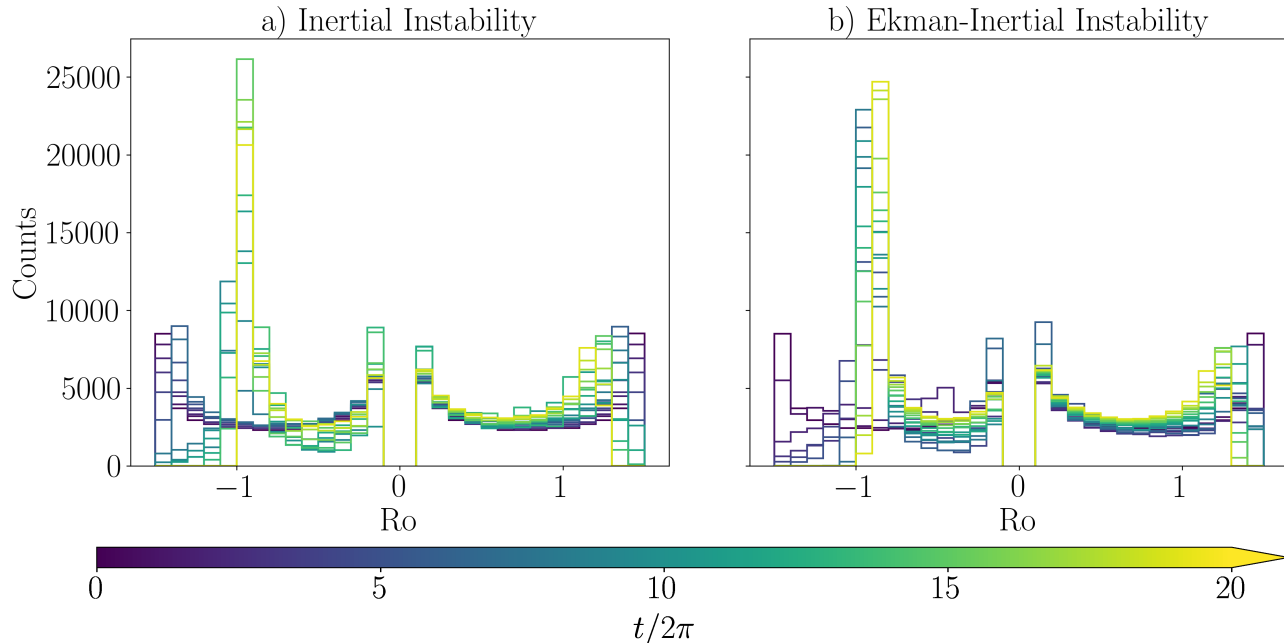 a) Inertial Instability
b) Ekman-Inertial Instability
25000
20000
15000
10000
5000
0
Counts
−1 0 1
Ro
−1 0 1
Ro
0 5 10 15 20
t/2π